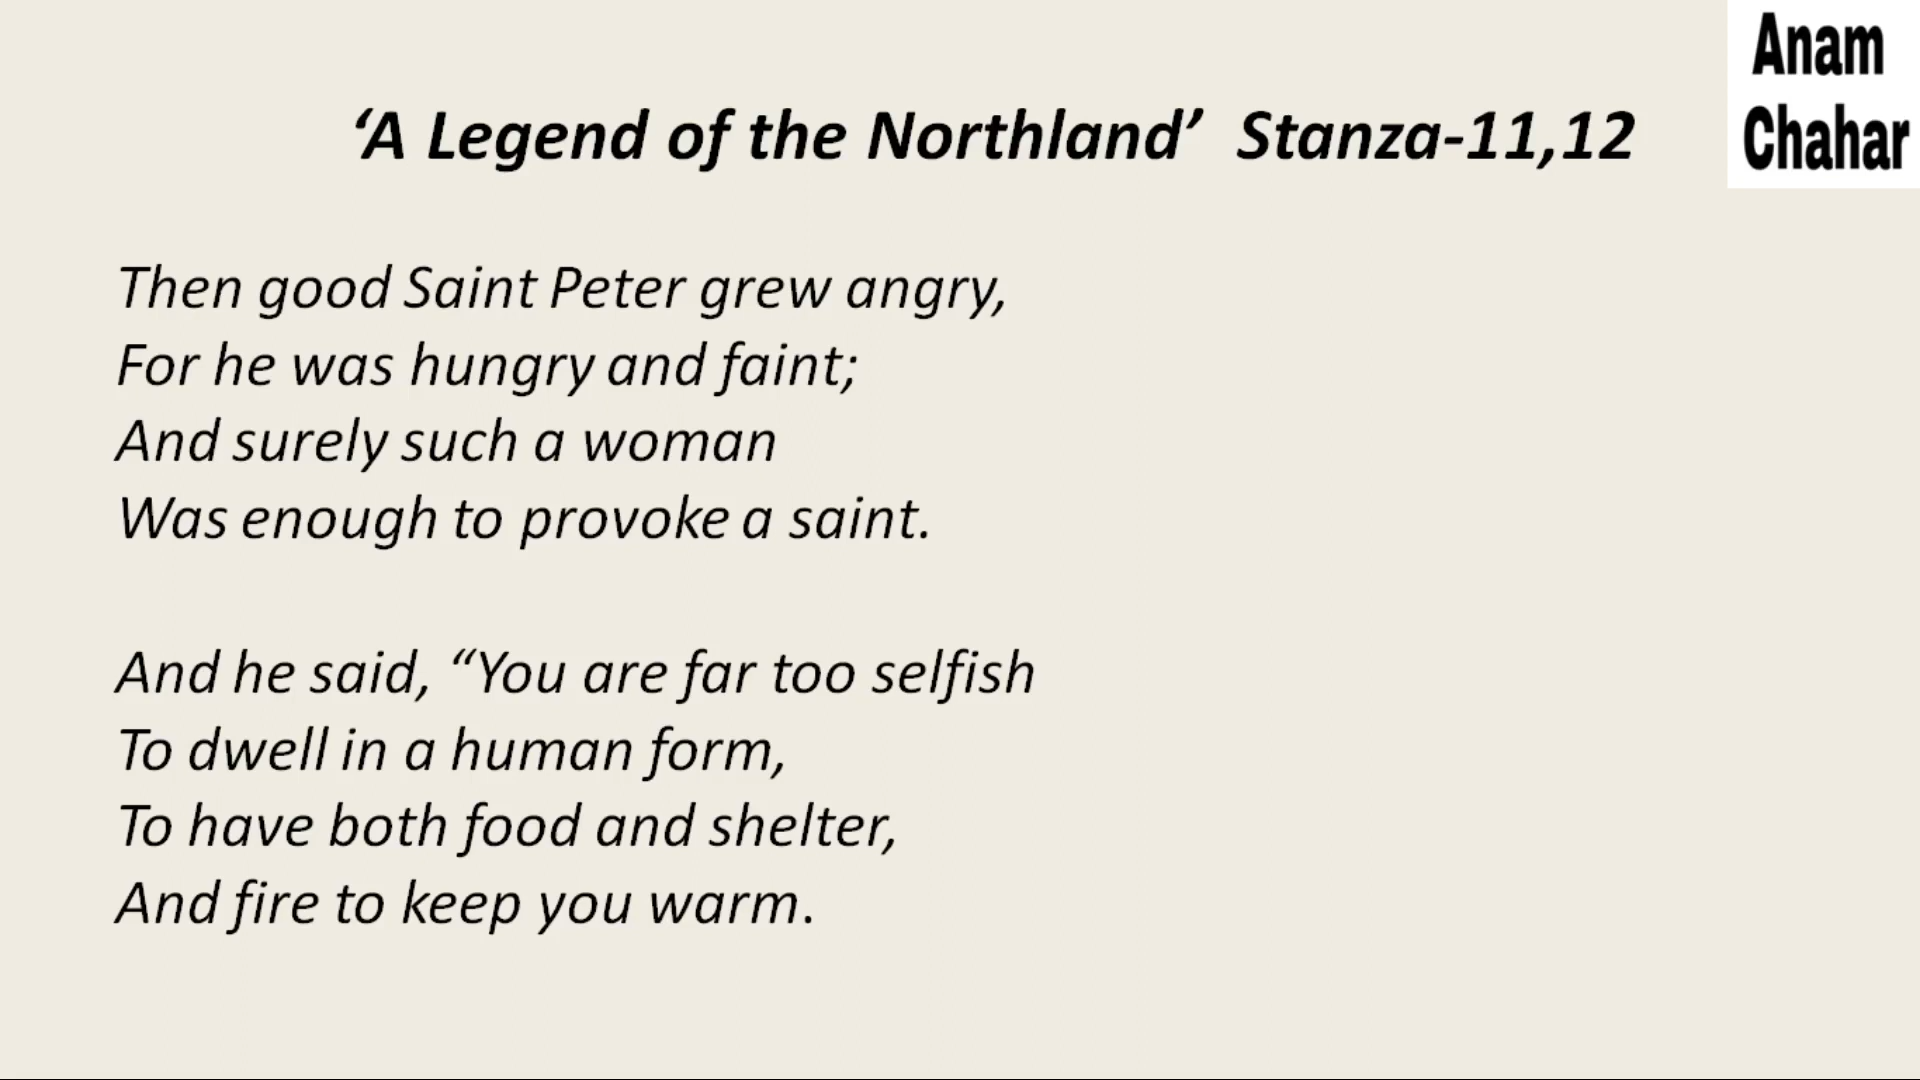 ‘A Legend of the Northland’ Stanza-11,12
Anam
Chahar
Then good Saint Peter grew angry,
For he was hungry and faint;
And surely such a woman
Was enough to provoke a saint.
And he said, “You are far too selfish
To dwell in a human form,
To have both food and shelter,
And fire to keep you warm.